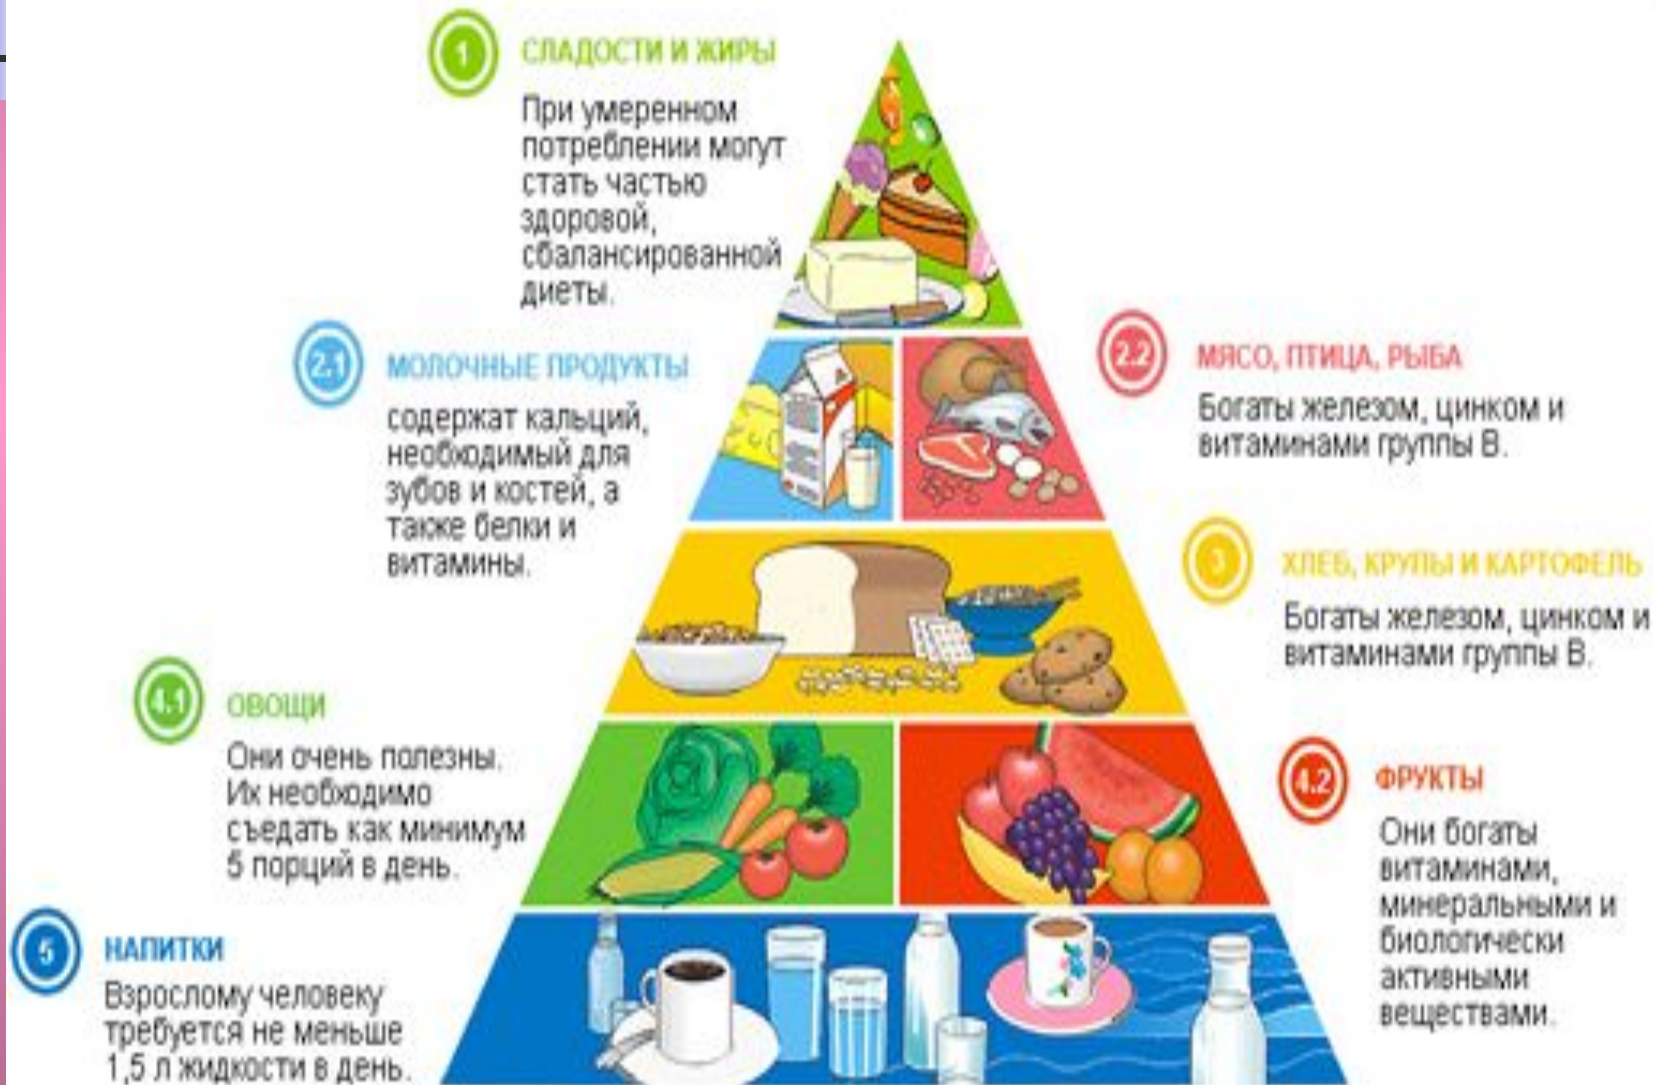 1
СЛАДОСТИ И ЖИРЫ
При умеренном
потреблении могут
стать частью
здоровой,
сбалансированной
диеты.
2.1
МОЛОЧНЫЕ ПРОДУКТЫ
содержат кальций,
необходимый для
зубов и костей, а
также белки и
витамины.
2.2
МЯСО, ПТИЦА, РЫБА
Богаты железом, цинком и
витаминами группы В.
3
ХЛЕБ, КРУПЫ И КАРТОФЕЛЬ
Богаты железом, цинком и
витаминами группы В.
4.1
ОВОЩИ
Они очень полезны.
Их необходимо
съедать как минимум
5 порций в день.
4.2
ФРУКТЫ
Они богаты
витаминами,
минеральными и
биологически
активными
веществами.
5
НАПИТКИ
Взрослому человеку
требуется не меньше
1,5 л жидкости в день.